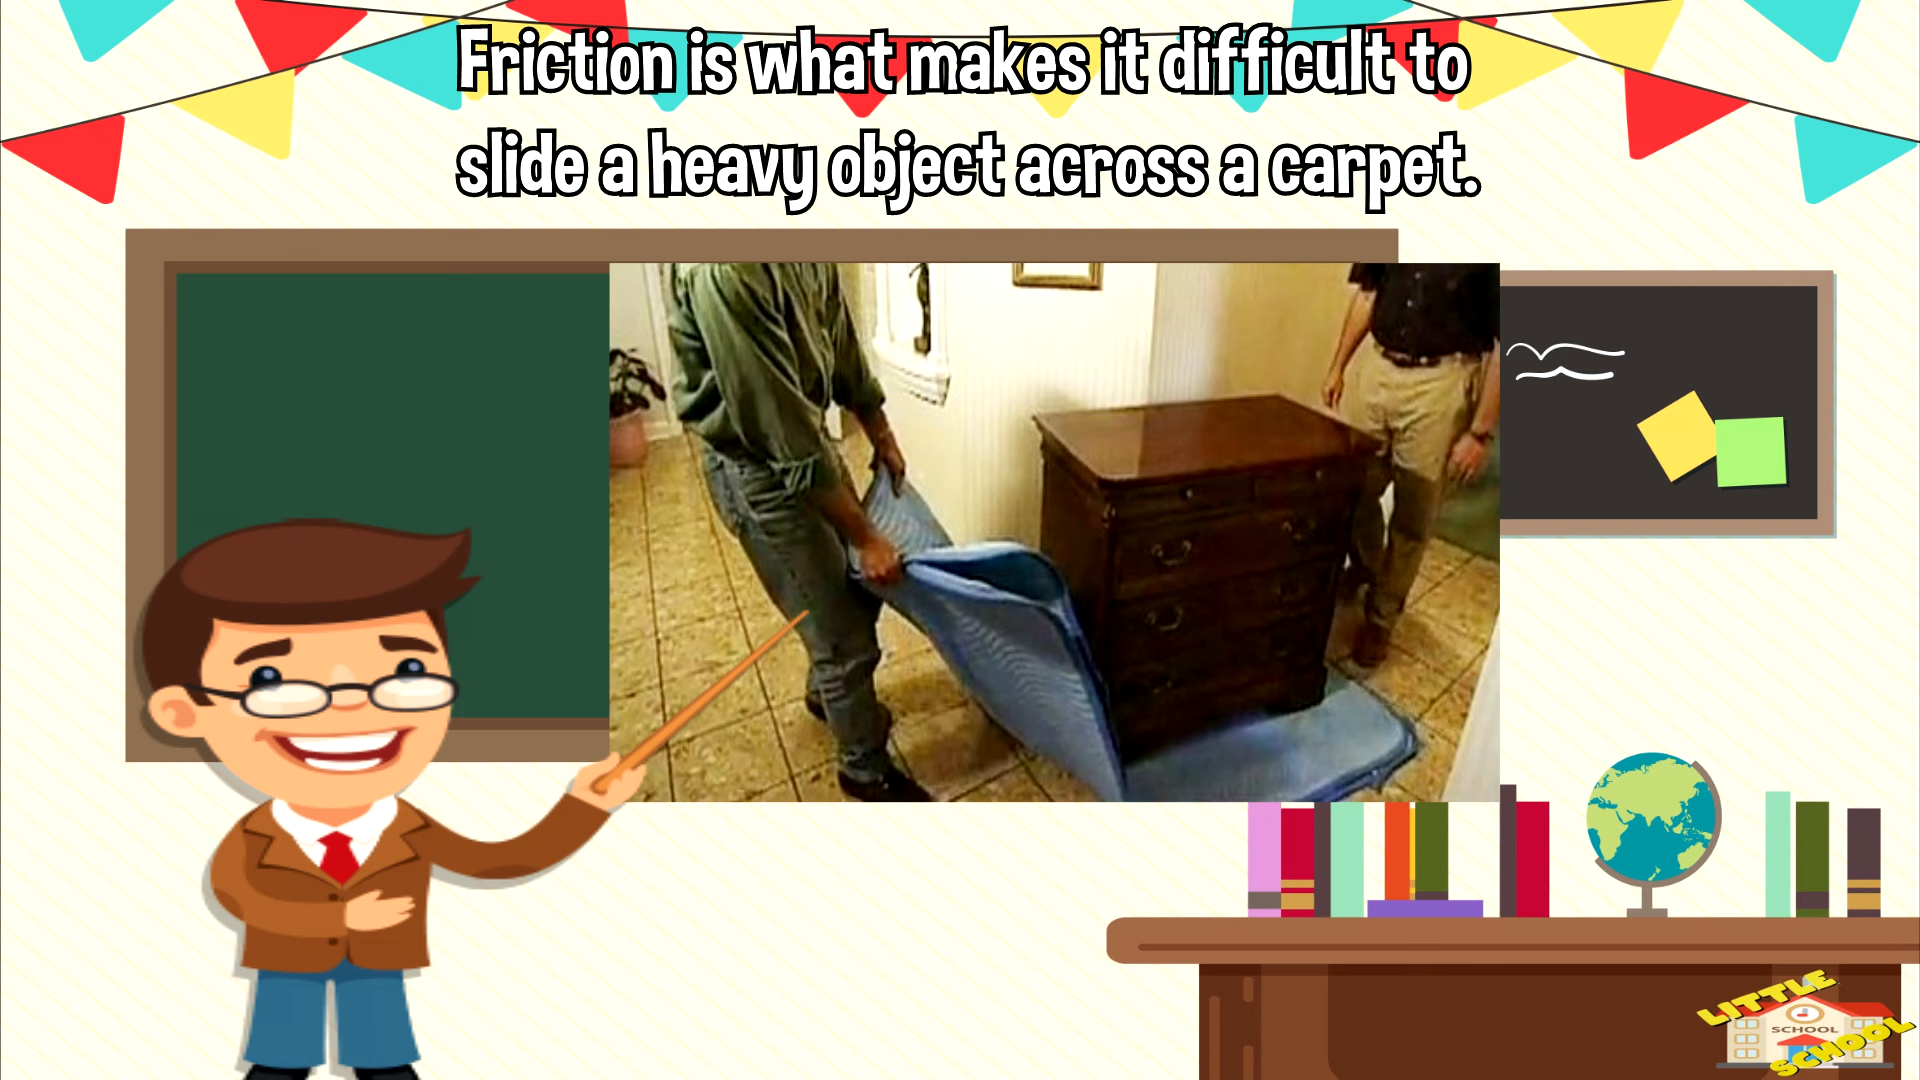 Friction is what makes it difficult to
slide a heavy object across a carpet.
LITTLE
SCHOOL
SCHOOL